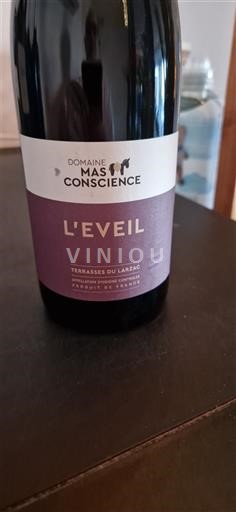 DOMAINE
MAS
CONSCIENCE
L'EVEIL
VINIOU
TERRASSES DU LARZAC
APPELLATION D'ORIGINE CONTRÔLÉE
PRODUIT DE FRANCE